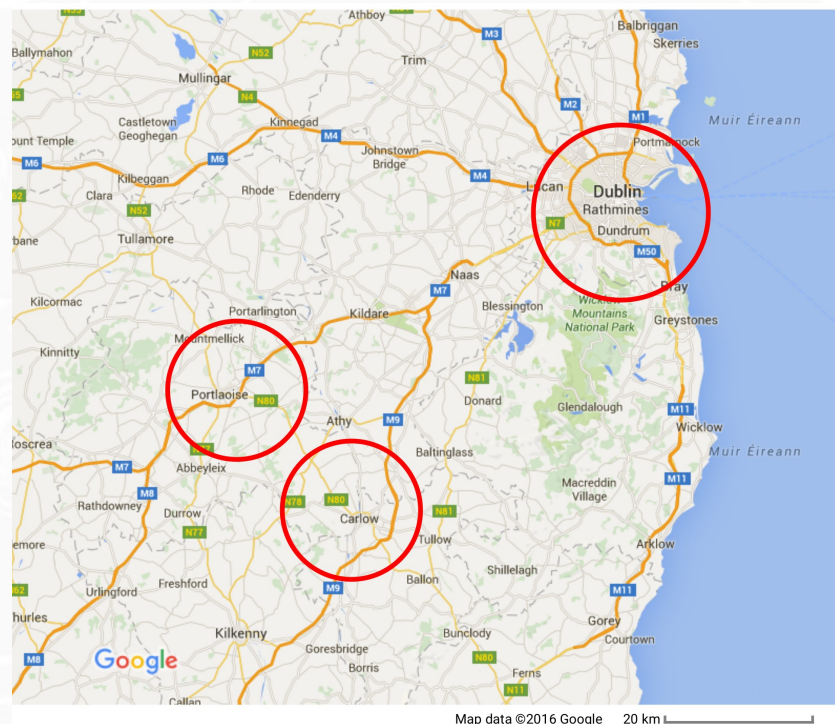 N55
Athboy
Balbriggan
Skerries
M3
Ballymahon
N52
Trim
Mullingar
N4
M2
M1
Castletown
Geoghegan
Kinnegad
M4
Muir Éireann
Portmarnock
Johnstown
Bridge
M6
M6
M4
Kilbeggan
Lucan
Dublin
Clara
Rhode
Edenderry
N52
Rathmines
N7
Dundrum
Tullamore
M50
Naas
M7
Bray
Kilcormac
Portarlington
Kildare
Blessington
Wicklow
Mountains
National Park
Greystones
Mountmellick
Kinnitty
M7
N81
Portlaoise
N80
Donard
Glendalough
M11
Athy
M9
Wicklow
Baltinglass
Muir Éireann
M7
Abbeyleix
M11
M8
Macreddin
Village
Rathdowney
Durrow
N78
N80
N81
Carlow
N77
Tullow
Arklow
Shillelagh
Freshford
Ballon
M9
M11
Urlingford
Gorey
Courtown
Kilkenny
Bunclody
Goresbridge
N80
M8
Google
Borris
Ferns
N11
Callan
Map data ©2016 Google 20 km